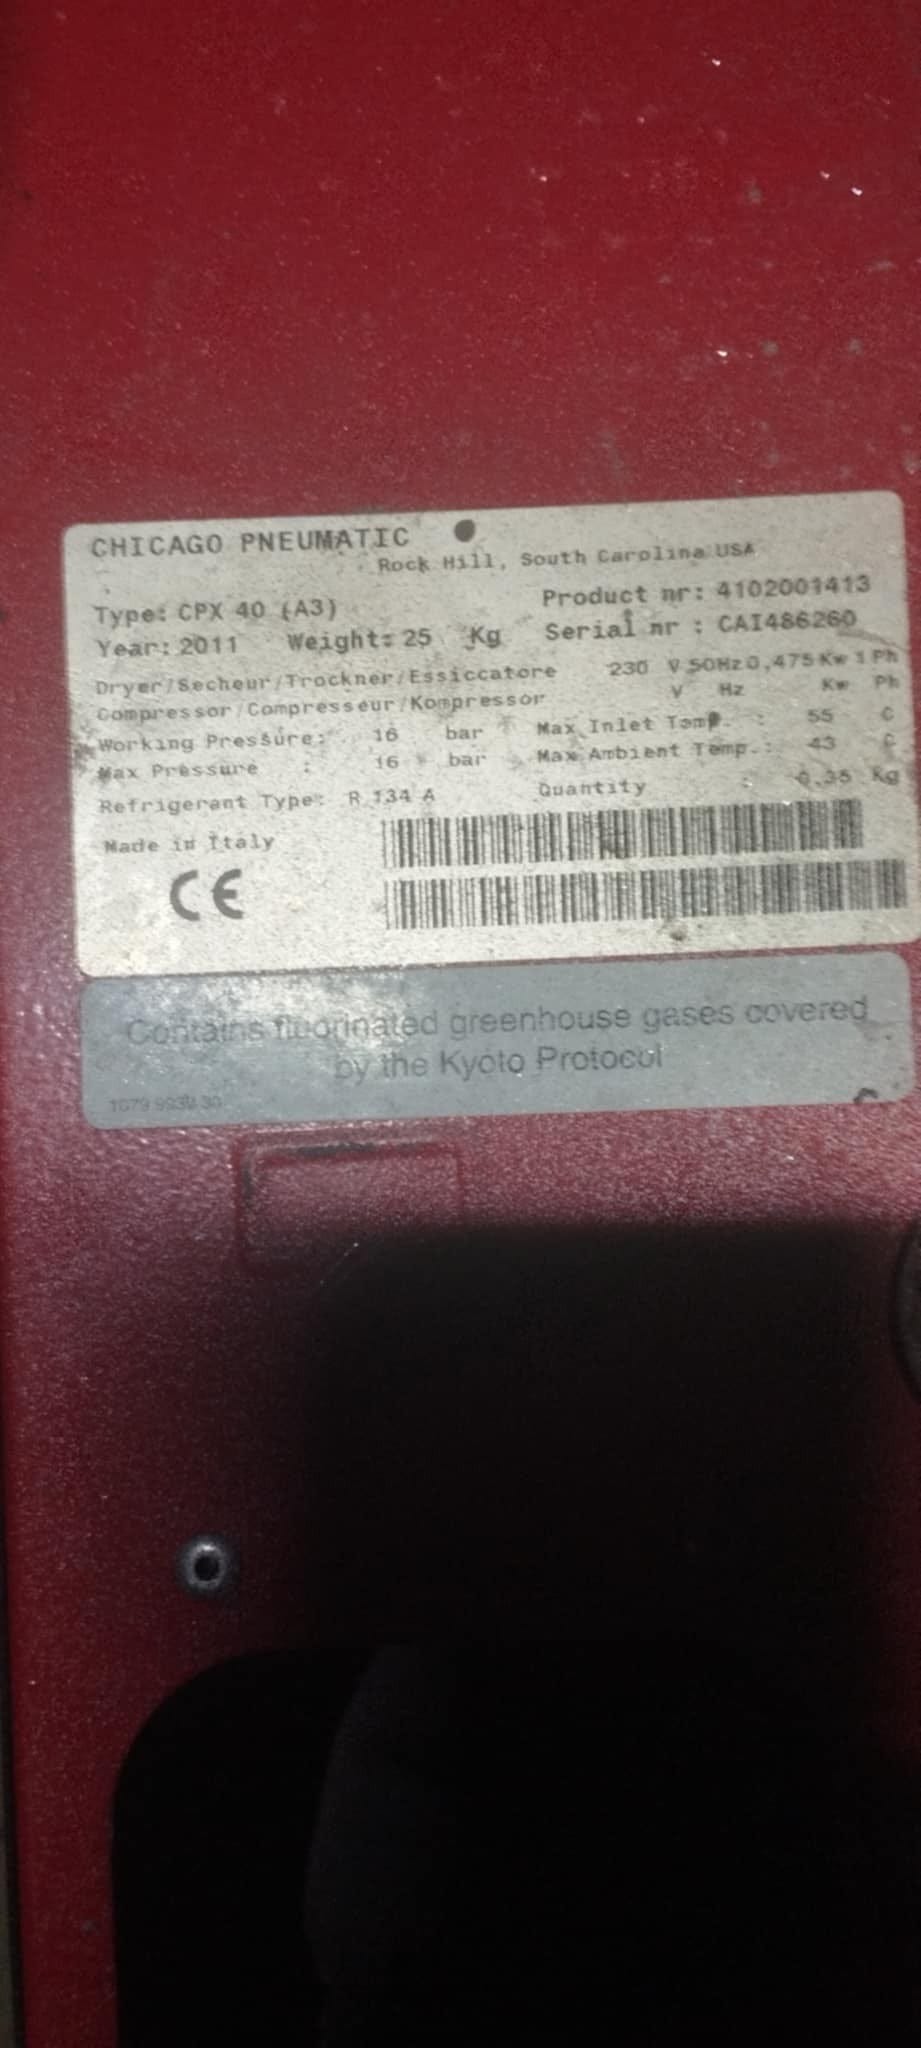 CHICAGO PNEUMATIC
Rock Hill, South Carolina USA
Type: CPX 40 (A3) Product nr: 4102001413
Year: 2011 Weight: 25 Kg Serial nr : CAI486260
Dryer/Secheur/Trockner/Essiccatore 230 V 50Hz 0,475 Kw 1 Ph
Compressor/Compresseur/Kompressor V Hz Kw Ph
Working Pressure: 16 bar Max Inlet Temp. : 55 C
Max Pressure : 16 bar Max Ambient Temp.: 43 C
Refrigerant Type: R 134 A Quantity : 0.35 Kg
Made in Italy
CE
Contains fluorinated greenhouse gases covered
by the Kyoto Protocol